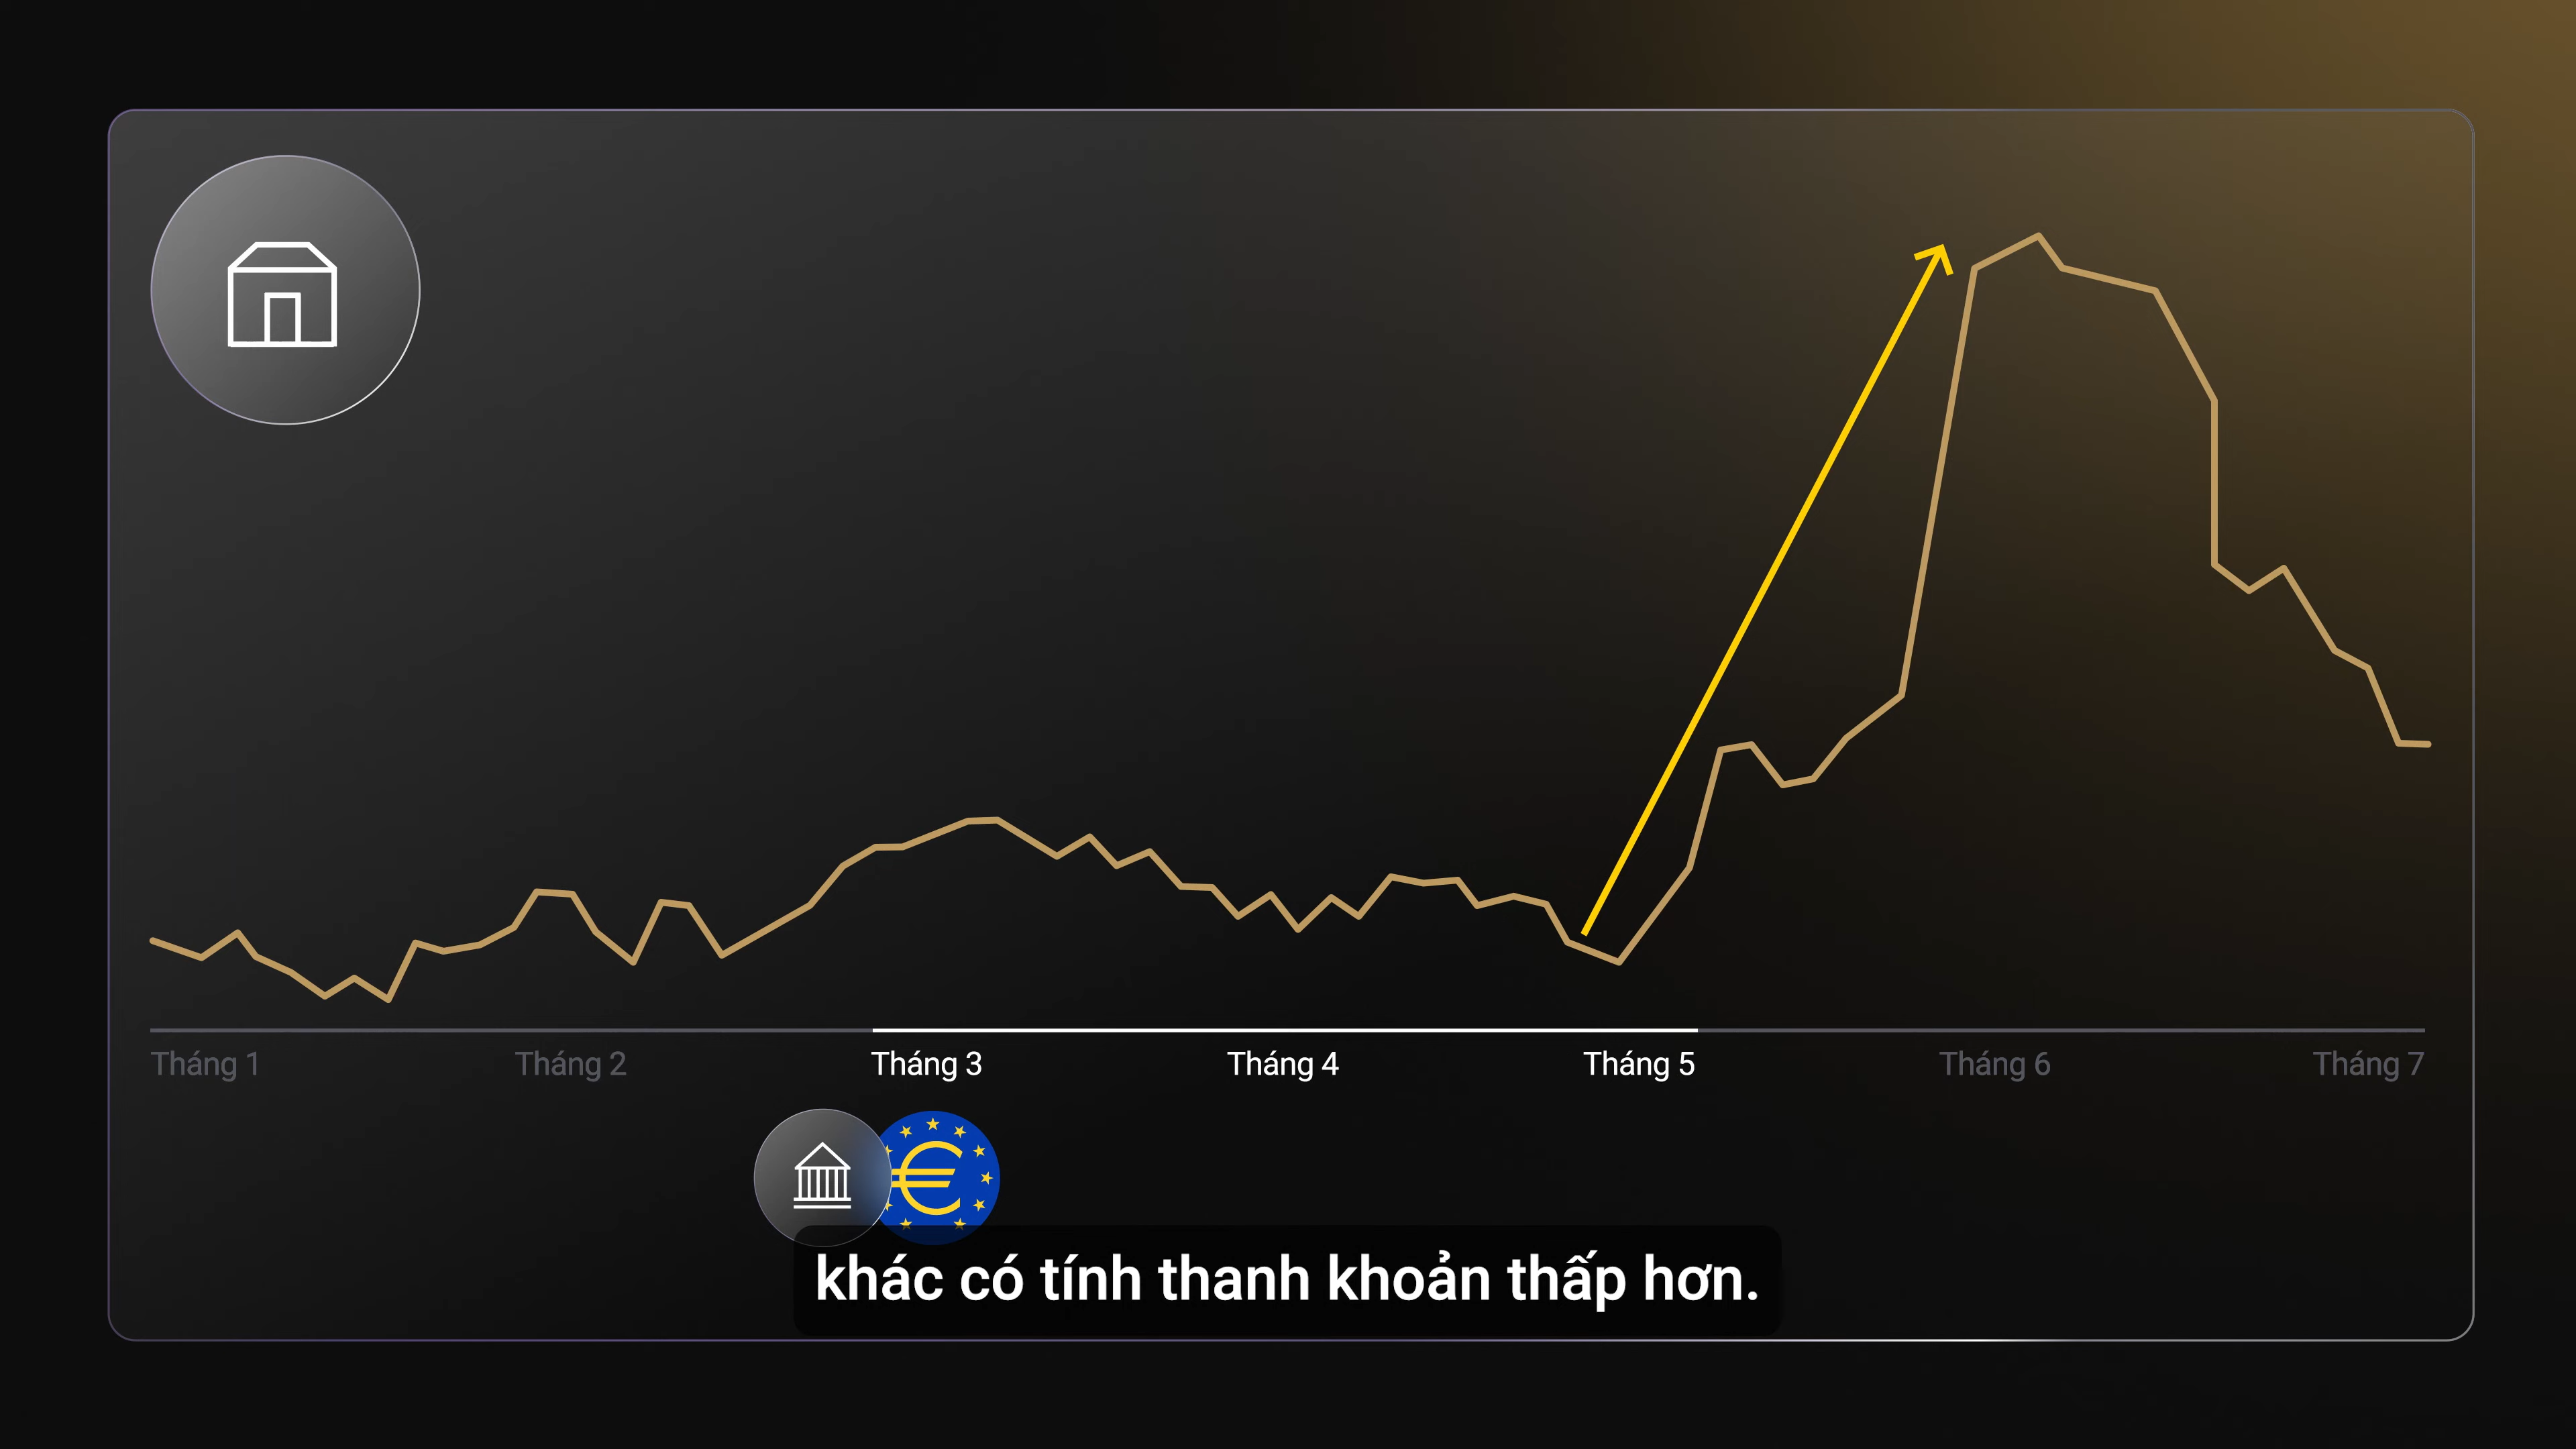 Tháng 1
Tháng 2
Tháng 3
Tháng 4
Tháng 5
Tháng 6
Tháng 7
khác có tính thanh khoản thấp hơn.